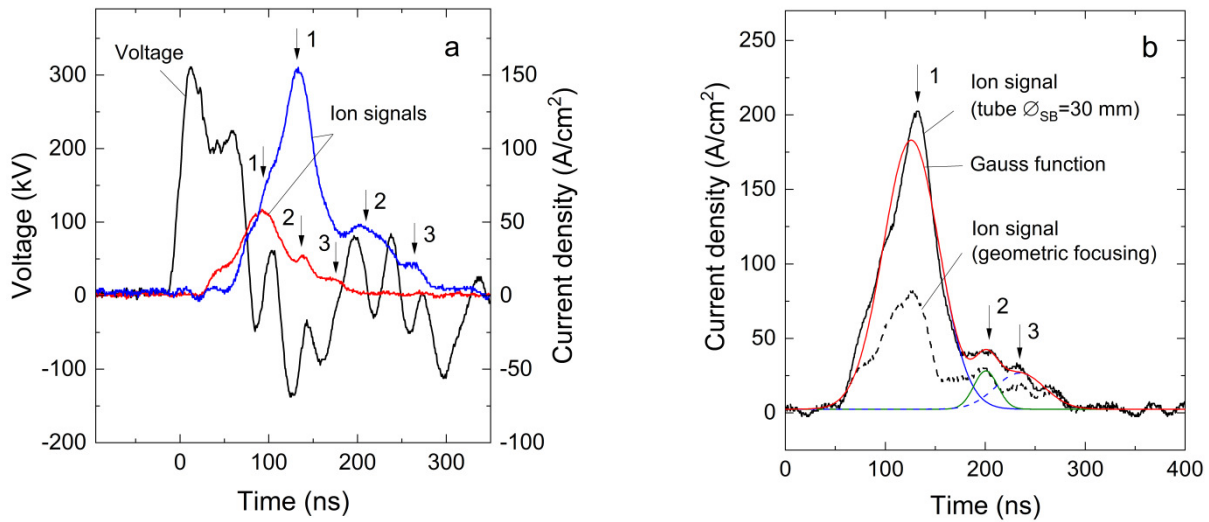 a
Voltage
1
Ion signals
1
2
2
3
3
300
200
100
0
-100
-200
Voltage (kV)
150
100
50
0
-50
-100
Current density (A/cm²)
0
100
200
300
Time (ns)
b
1
Ion signal
(tube ∅SB=30 mm)
Gauss function
Ion signal
(geometric focusing)
2
3
250
200
150
100
50
0
Current density (A/cm²)
0
100
200
300
400
Time (ns)